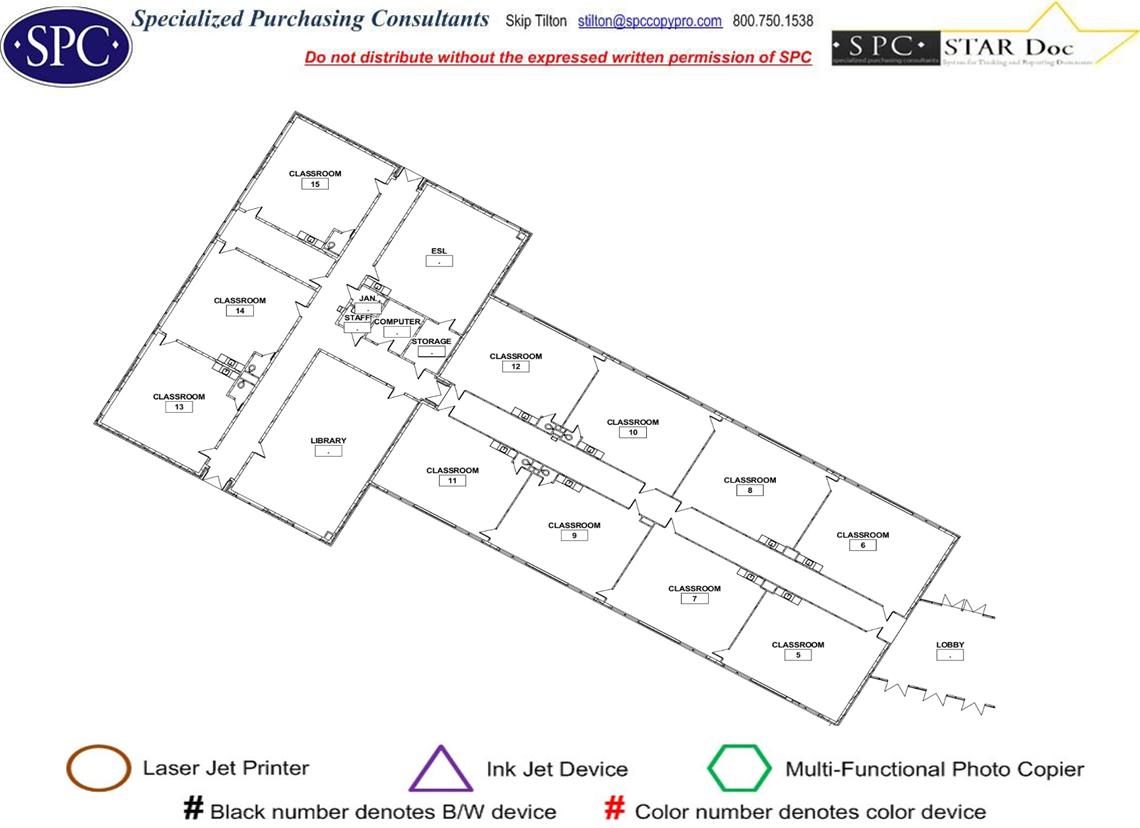 SPC
Specialized Purchasing Consultants Skip Tilton stilton@spccopypro.com 800.750.1538
Do not distribute without the expressed written permission of SPC
·SPC· STAR Doc
specialized purchasing consultants System for Tracking and Reporting Documents
CLASSROOM
15
ESL
CLASSROOM
14
JAN.
STAFF
COMPUTER
STORAGE
CLASSROOM
12
CLASSROOM
13
CLASSROOM
10
LIBRARY
CLASSROOM
11
CLASSROOM
8
CLASSROOM
9
CLASSROOM
6
CLASSROOM
7
CLASSROOM
5
LOBBY
Laser Jet Printer
Ink Jet Device
Multi-Functional Photo Copier
# Black number denotes B/W device
# Color number denotes color device